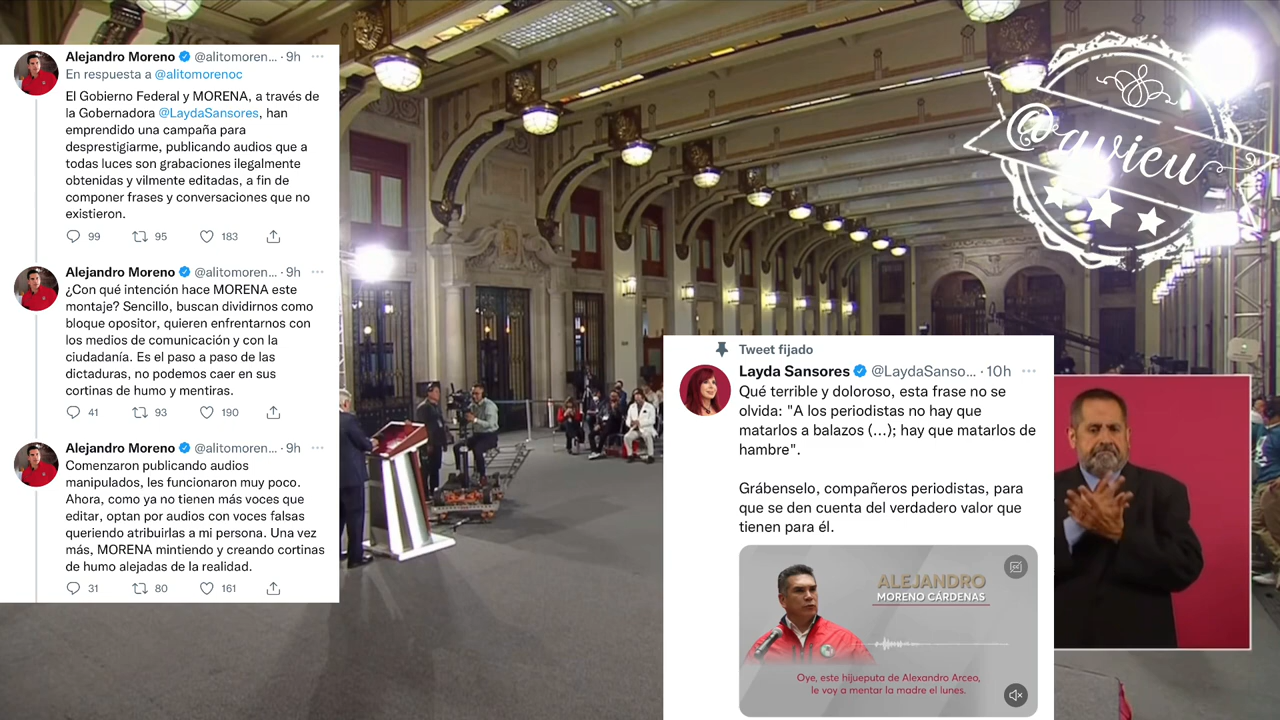 Alejandro Moreno @alitomoren... · 9h
En respuesta a @alitomorenoc
El Gobierno Federal y MORENA, a través de
la Gobernadora @LaydaSansores, han
emprendido una campaña para
desprestigiarme, publicando audios que a
todas luces son grabaciones ilegalmente
obtenidas y vilmente editadas, a fin de
componer frases y conversaciones que no
existieron.
99 95 183
Alejandro Moreno @alitomoren... · 9h
¿Con qué intención hace MORENA este
montaje? Sencillo, buscan dividirnos como
bloque opositor, quieren enfrentarnos con
los medios de comunicación y con la
ciudadanía. Es el paso a paso de las
dictaduras, no podemos caer en sus
cortinas de humo y mentiras.
41 93 190
Alejandro Moreno @alitomoren... · 9h
Comenzaron publicando audios
manipulados, les funcionaron muy poco.
Ahora, como ya no tienen más voces que
editar, optan por audios con voces falsas
queriendo atribuirlas a mi persona. Una vez
más, MORENA mintiendo y creando cortinas
de humo alejadas de la realidad.
31 80 161
@qvieu
Tweet fijado
Layda Sansores @LaydaSanso... · 10h
Qué terrible y doloroso, esta frase no se
olvida: "A los periodistas no hay que
matarlos a balazos (...); hay que matarlos de
hambre".
Grábenselo, compañeros periodistas, para
que se den cuenta del verdadero valor que
tienen para él.
ALEJANDRO
MORENO CÁRDENAS
Oye, este hijueputa de Alexandro Arceo,
le voy a mentar la madre el lunes.